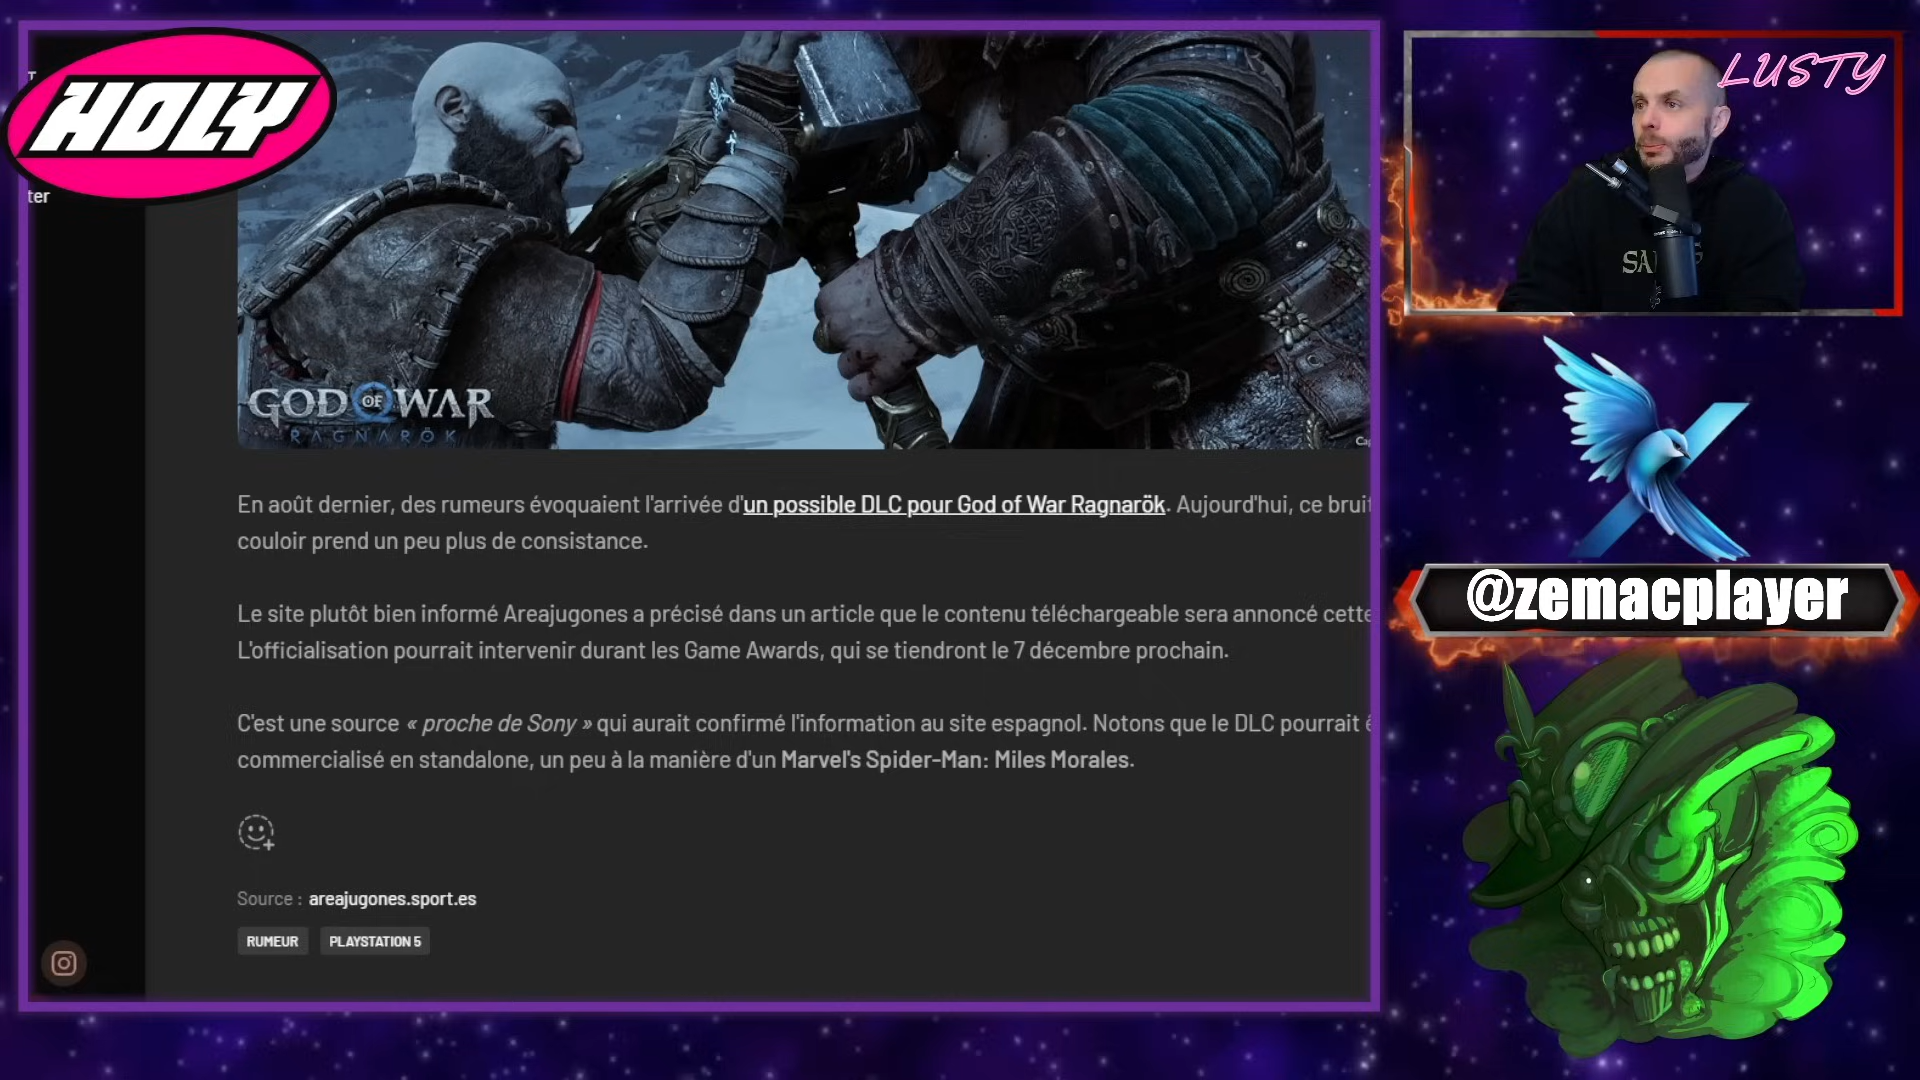 HOLY
ter
GOD OF WAR
RAGNARÖK
En août dernier, des rumeurs évoquaient l'arrivée d'un possible DLC pour God of War Ragnarök. Aujourd'hui, ce bruit
couloir prend un peu plus de consistance.
Le site plutôt bien informé Areajugones a précisé dans un article que le contenu téléchargeable sera annoncé cette
L'officialisation pourrait intervenir durant les Game Awards, qui se tiendront le 7 décembre prochain.
C'est une source « proche de Sony » qui aurait confirmé l'information au site espagnol. Notons que le DLC pourrait ê
commercialisé en standalone, un peu à la manière d'un Marvel's Spider-Man: Miles Morales.
Source : areajugones.sport.es
RUMEUR PLAYSTATION 5
LUSTY
@zemacplayer